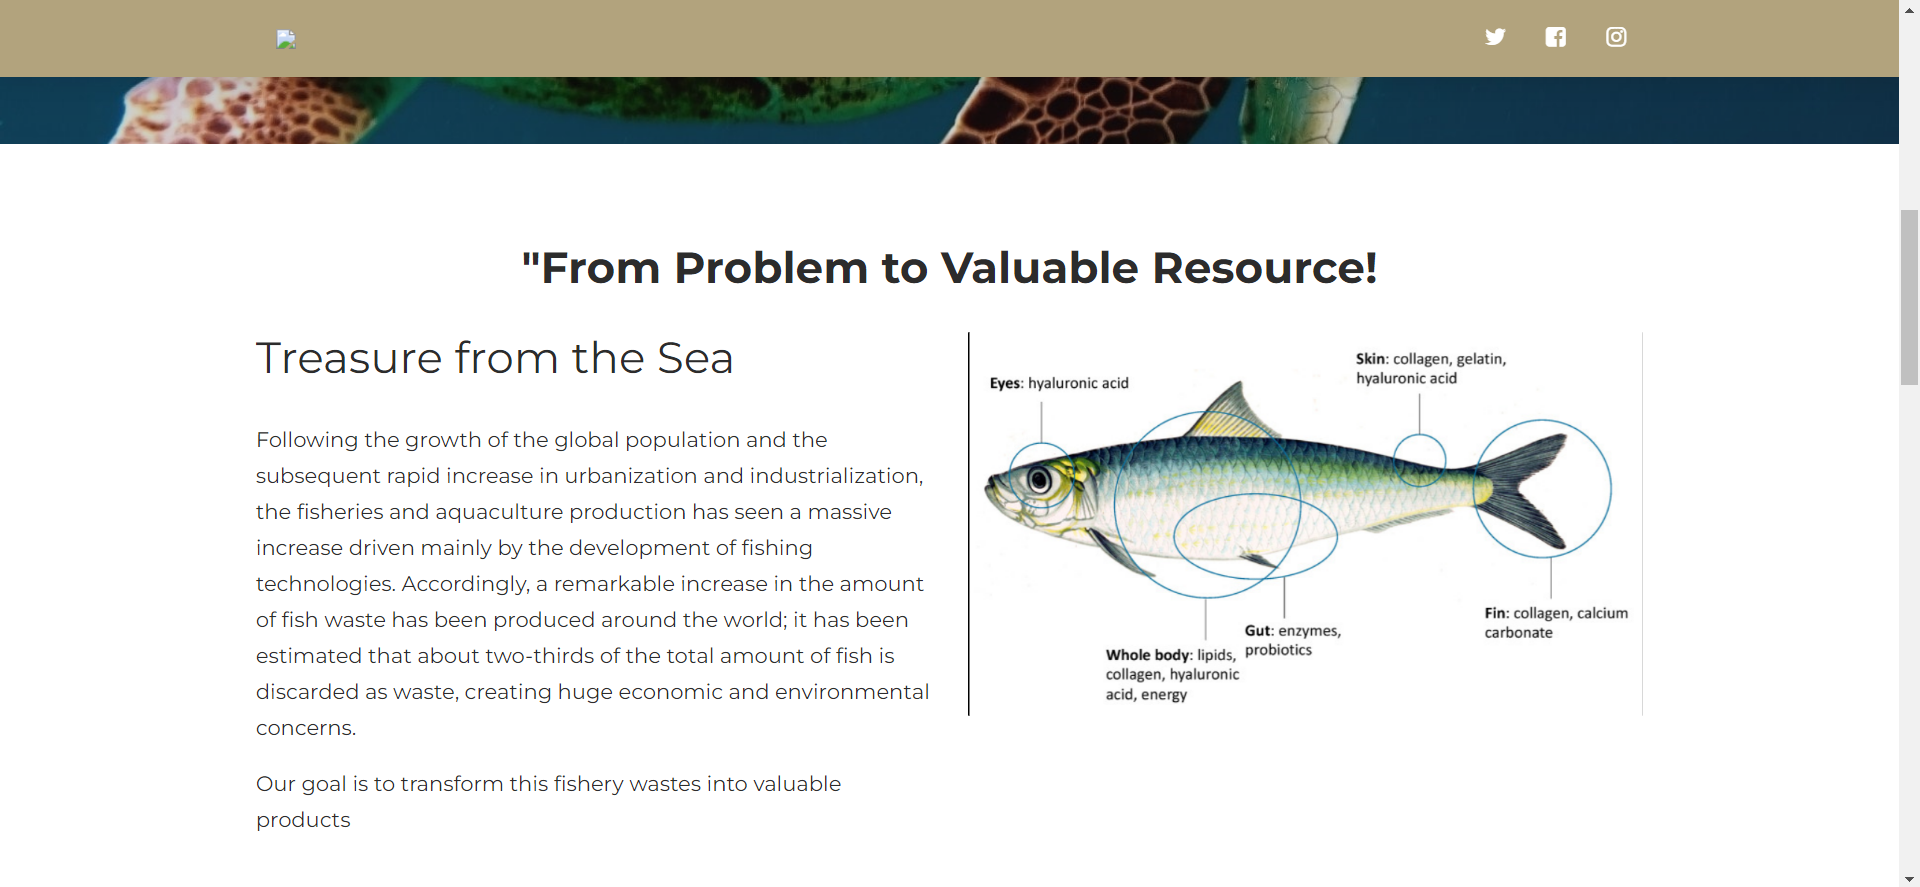 "From Problem to Valuable Resource!
Treasure from the Sea
Following the growth of the global population and the
subsequent rapid increase in urbanization and industrialization,
the fisheries and aquaculture production has seen a massive
increase driven mainly by the development of fishing
technologies. Accordingly, a remarkable increase in the amount
of fish waste has been produced around the world; it has been
estimated that about two-thirds of the total amount of fish is
discarded as waste, creating huge economic and environmental
concerns.
Our goal is to transform this fishery wastes into valuable
products
Eyes: hyaluronic acid
Skin: collagen, gelatin,
hyaluronic acid
Fin: collagen, calcium
carbonate
Gut: enzymes,
probiotics
Whole body: lipids,
collagen, hyaluronic
acid, energy